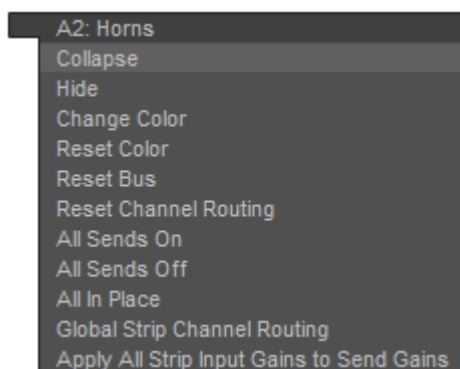 A2: Horns
Collapse
Hide
Change Color
Reset Color
Reset Bus
Reset Channel Routing
All Sends On
All Sends Off
All In Place
Global Strip Channel Routing
Apply All Strip Input Gains to Send Gains